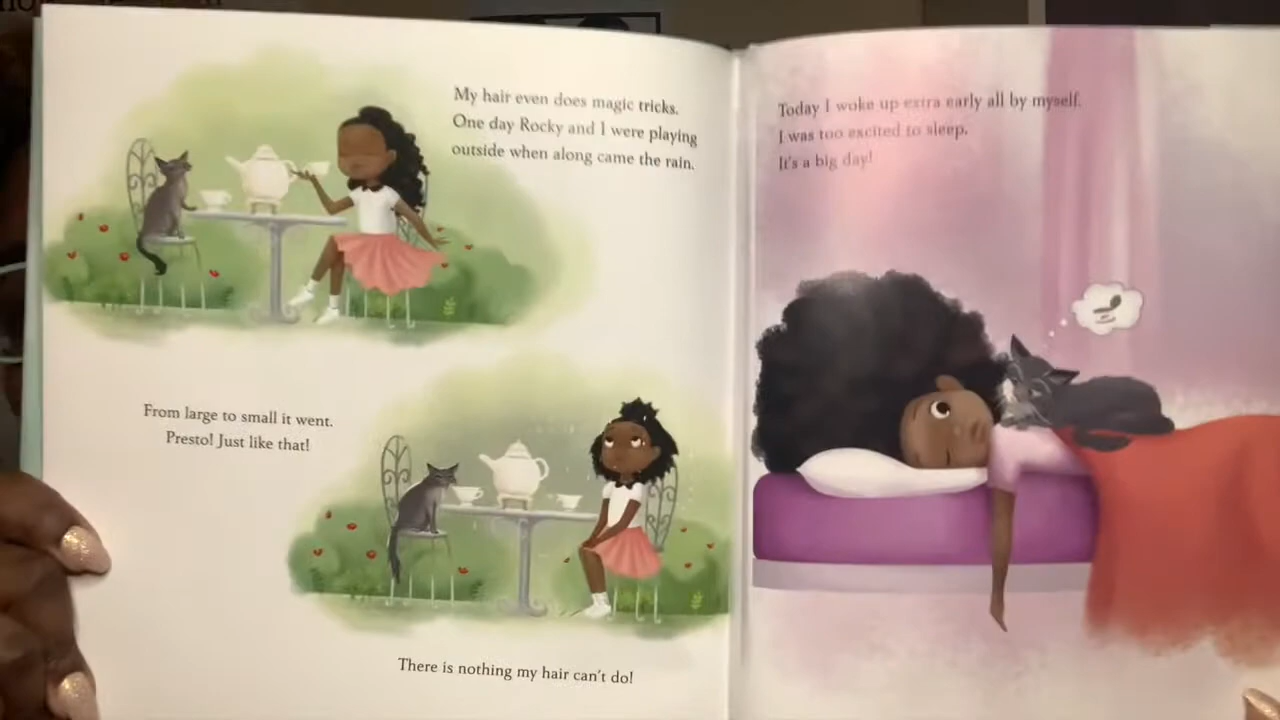 My hair even does magic tricks.
One day Rocky and I were playing
outside when along came the rain.
From large to small it went.
Presto! Just like that!
There is nothing my hair can't do!
Today I woke up extra early all by myself.
I was too excited to sleep.
It's a big day!